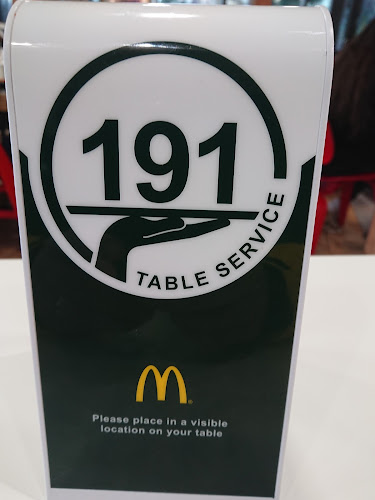 191
TABLE SERVICE
M
Please place in a visible
location on your table